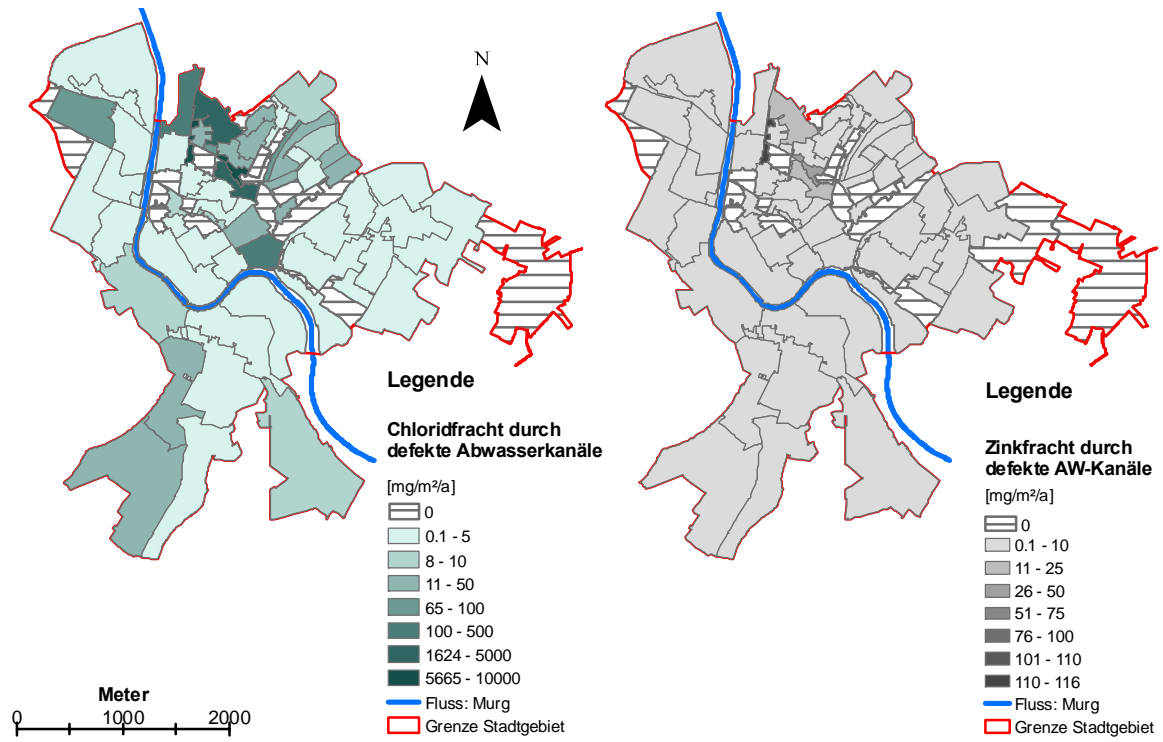 N
Legende
Chloridfracht durch
defekte Abwasserkanäle
[mg/m²/a]
0
0.1 - 5
8 - 10
11 - 50
65 - 100
100 - 500
1624 - 5000
5665 - 10000
Fluss: Murg
Grenze Stadtgebiet
Meter
0 1000 2000
Legende
Zinkfracht durch
defekte AW-Kanäle
[mg/m²/a]
0
0.1 - 10
11 - 25
26 - 50
51 - 75
76 - 100
101 - 110
110 - 116
Fluss: Murg
Grenze Stadtgebiet